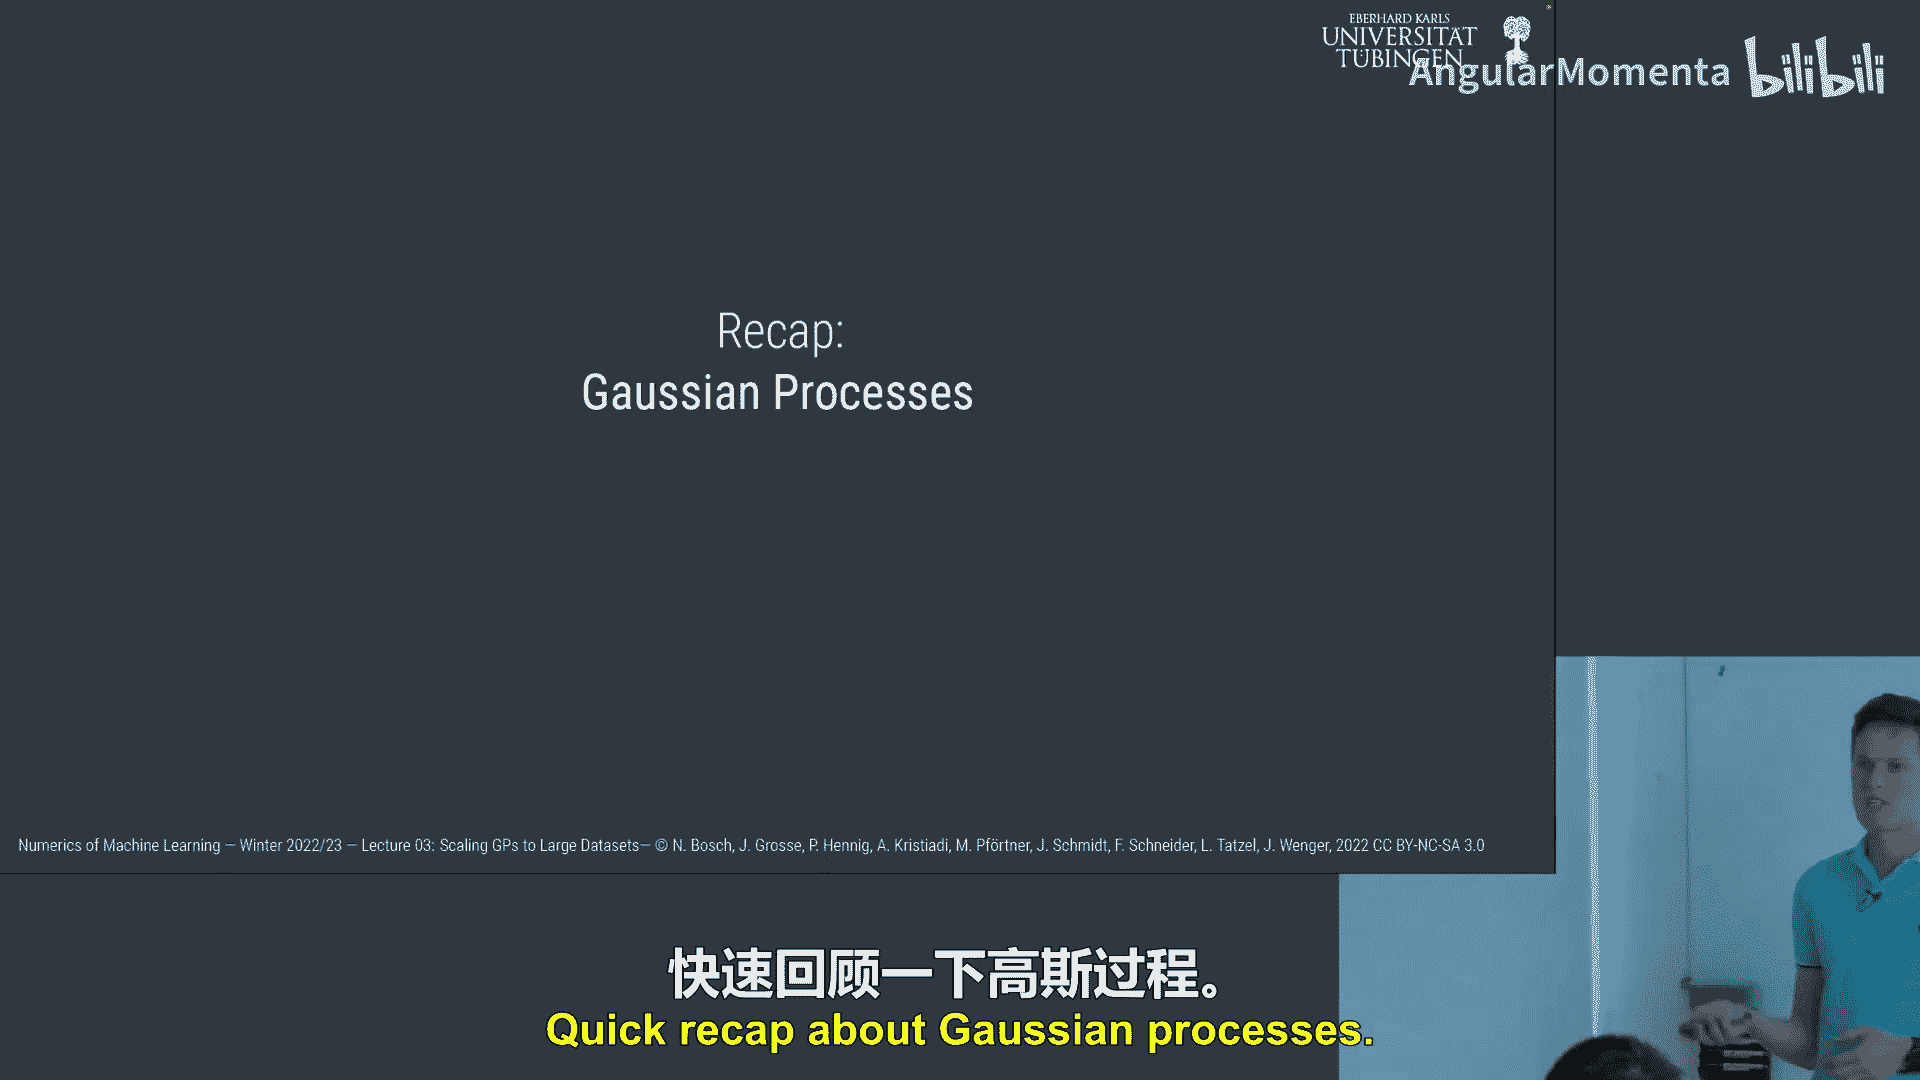 EBERHARD KARLS
UNIVERSITÄT
TÜBINGEN
AngularMomenta bilibili
Recap:
Gaussian Processes
Numerics of Machine Learning — Winter 2022/23 — Lecture 03: Scaling GPs to Large Datasets— © N. Bosch, J. Grosse, P. Hennig, A. Kristiadi, M. Pförtner, J. Schmidt, F. Schneider, L. Tatzel, J. Wenger, 2022 CC BY-NC-SA 3.0
快速回顾一下高斯过程。
Quick recap about Gaussian processes.